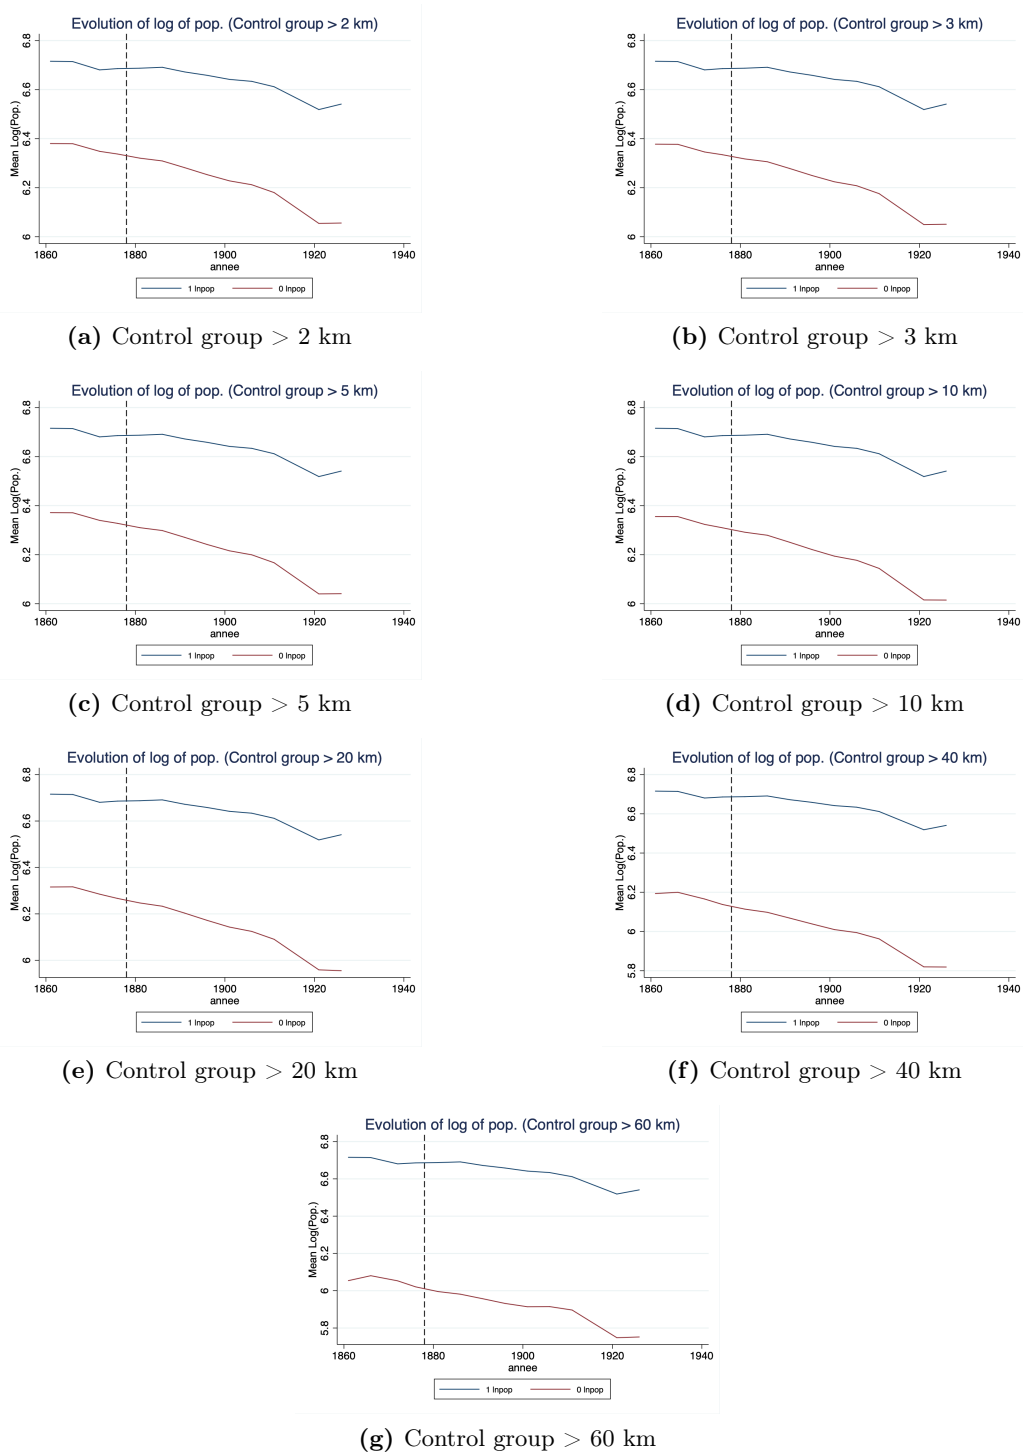 Evolution of log of pop. (Control group > 2 km)
Mean Log(Pop.)
6.8
6.6
6.4
6.2
6
1860 1880 1900 1920 1940
annee
1 lnpop 0 lnpop
(a) Control group > 2 km
Evolution of log of pop. (Control group > 3 km)
Mean Log(Pop.)
6.8
6.6
6.4
6.2
6
1860 1880 1900 1920 1940
annee
1 lnpop 0 lnpop
(b) Control group > 3 km
Evolution of log of pop. (Control group > 5 km)
Mean Log(Pop.)
6.8
6.6
6.4
6.2
6
1860 1880 1900 1920 1940
annee
1 lnpop 0 lnpop
(c) Control group > 5 km
Evolution of log of pop. (Control group > 10 km)
Mean Log(Pop.)
6.8
6.6
6.4
6.2
6
1860 1880 1900 1920 1940
annee
1 lnpop 0 lnpop
(d) Control group > 10 km
Evolution of log of pop. (Control group > 20 km)
Mean Log(Pop.)
6.8
6.6
6.4
6.2
6
1860 1880 1900 1920 1940
annee
1 lnpop 0 lnpop
(e) Control group > 20 km
Evolution of log of pop. (Control group > 40 km)
Mean Log(Pop.)
6.8
6.6
6.4
6.2
6
5.8
1860 1880 1900 1920 1940
annee
1 lnpop 0 lnpop
(f) Control group > 40 km
Evolution of log of pop. (Control group > 60 km)
Mean Log(Pop.)
6.8
6.6
6.4
6.2
6
5.8
1860 1880 1900 1920 1940
annee
1 lnpop 0 lnpop
(g) Control group > 60 km